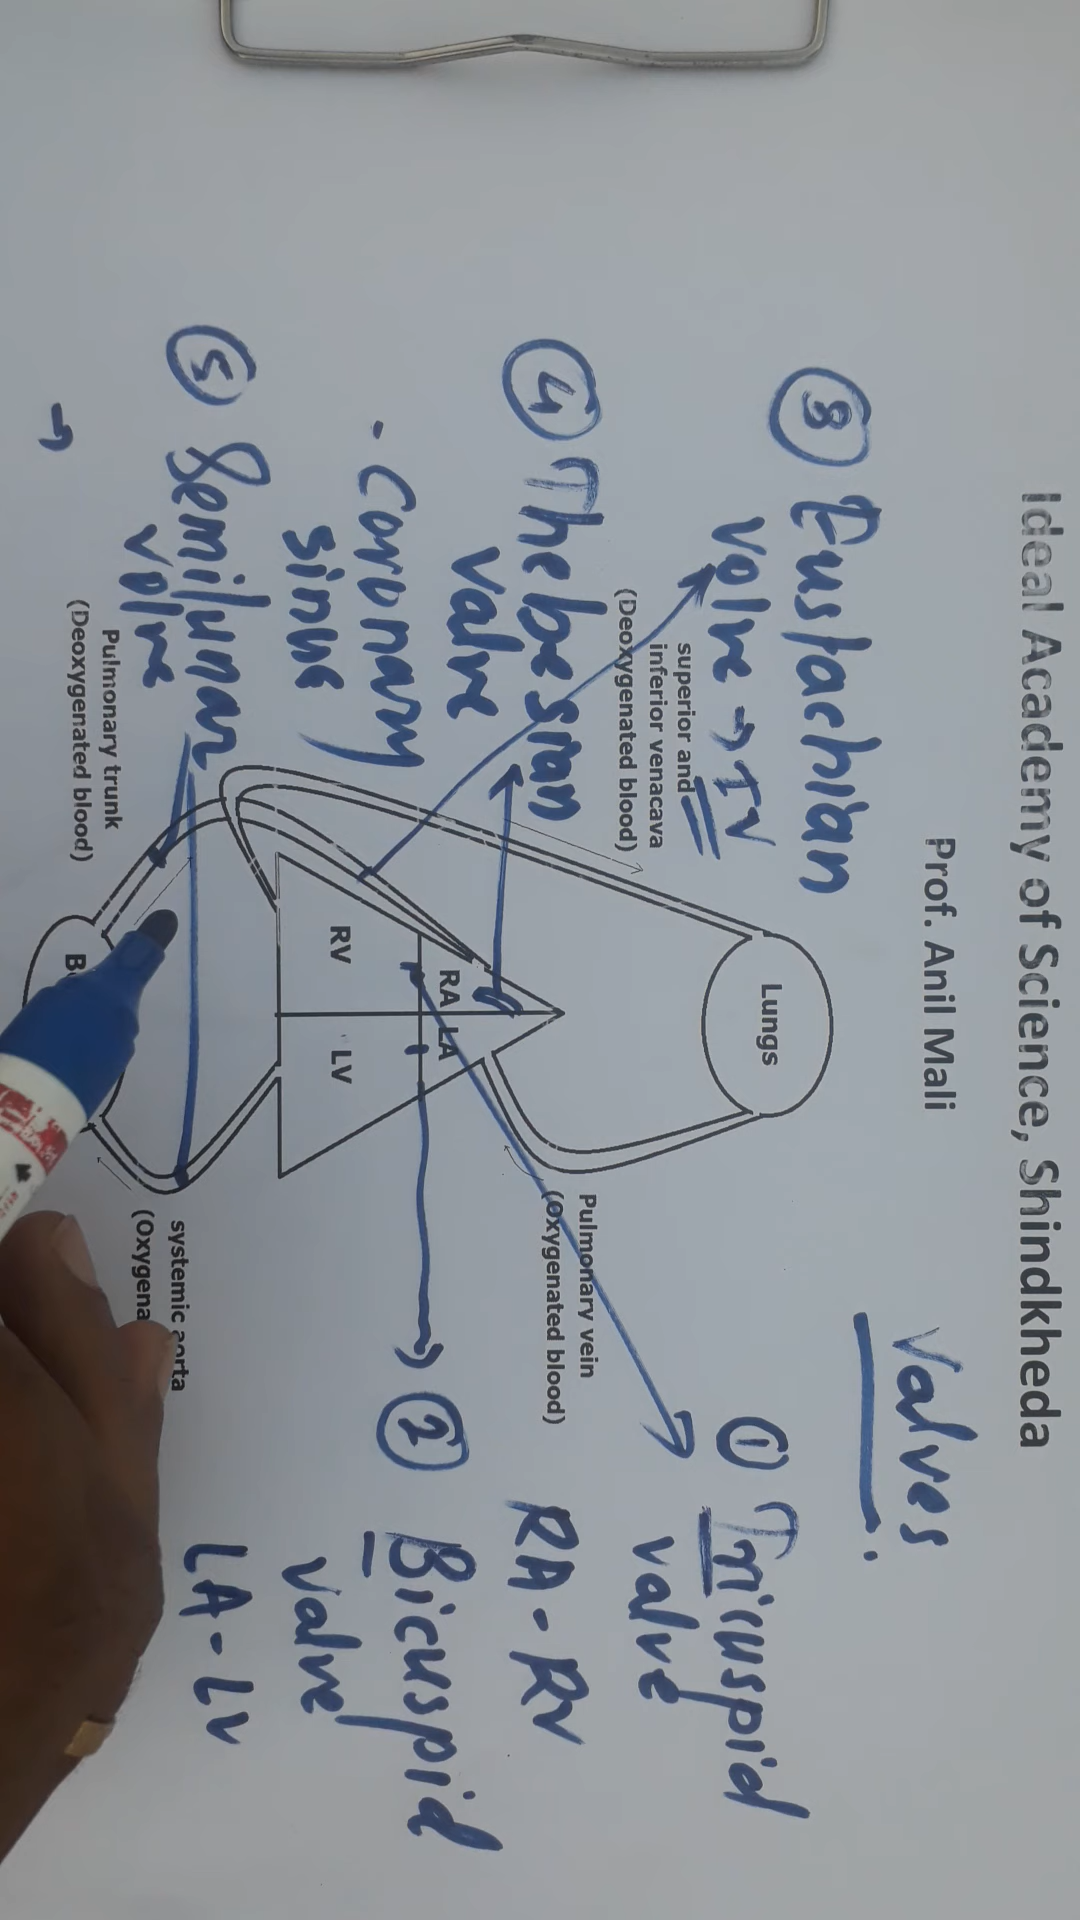 Ideal Academy of Science, Shindkheda
Prof. Anil Mali
Valves.
③ Eustachian
valve → IV
④ Thebesian
valve
. Coronary
sinus
⑤ Semilunar
valve
→
Lungs
superior and
inferior venacava
(Deoxygenated blood)
Pulmonary vein
(Oxygenated blood)
RA LA
RV LV
Pulmonary trunk
(Deoxygenated blood)
systemic aorta
(Oxygena
B
① Tricuspid
valve
RA - RV
② Bicuspid
valve
LA - LV